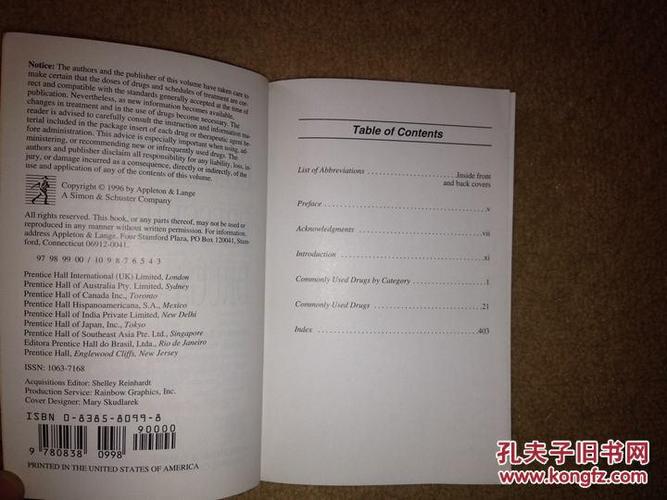 Notice: The authors and the publisher of this volume have taken care to
make certain that the doses of drugs and schedules of treatment are cor-
rect and compatible with the standards generally accepted at the time of
publication. Nevertheless, as new information becomes available,
changes in treatment and in the use of drugs become necessary. The
reader is advised to carefully consult the instruction and information ma-
terial included in the package insert of each drug or therapeutic agent be-
fore administration. This advice is especially important when using, ad-
ministering, or recommending new or infrequently used drugs. The
authors and publisher disclaim all responsibility for any liability, loss, in-
jury, or damage incurred as a consequence, directly or indirectly, of the
use and application of any of the contents of this volume.
Copyright © 1996 by Appleton & Lange
A Simon & Schuster Company
All rights reserved. This book, or any parts thereof, may not be used or
reproduced in any manner without written permission. For information,
address Appleton & Lange, Four Stamford Plaza, PO Box 120041, Stam-
ford, Connecticut 06912-0041.
97 98 99 00 / 10 9 8 7 6 5 4 3
Prentice Hall International (UK) Limited, London
Prentice Hall of Australia Pty. Limited, Sydney
Prentice Hall of Canada Inc., Toronto
Prentice Hall Hispanoamericana, S.A., Mexico
Prentice Hall of India Private Limited, New Delhi
Prentice Hall of Japan, Inc., Tokyo
Prentice Hall of Southeast Asia Pte. Ltd., Singapore
Editora Prentice Hall do Brasil, Ltda., Rio de Janeiro
Prentice Hall, Englewood Cliffs, New Jersey
ISSN: 1063-7168
Acquisitions Editor: Shelley Reinhardt
Production Service: Rainbow Graphics, Inc.
Cover Designer: Mary Skudlarek
ISBN 0-8385-8099-8
90000
9 780838 0998
PRINTED IN THE UNITED STATES OF AMERICA
Table of Contents
List of Abbreviations Inside front
and back covers
Preface v
Acknowledgments vii
Introduction xi
Commonly Used Drugs by Category 1
Commonly Used Drugs 21
Index 403
孔夫子旧书网
www.kongfz.com